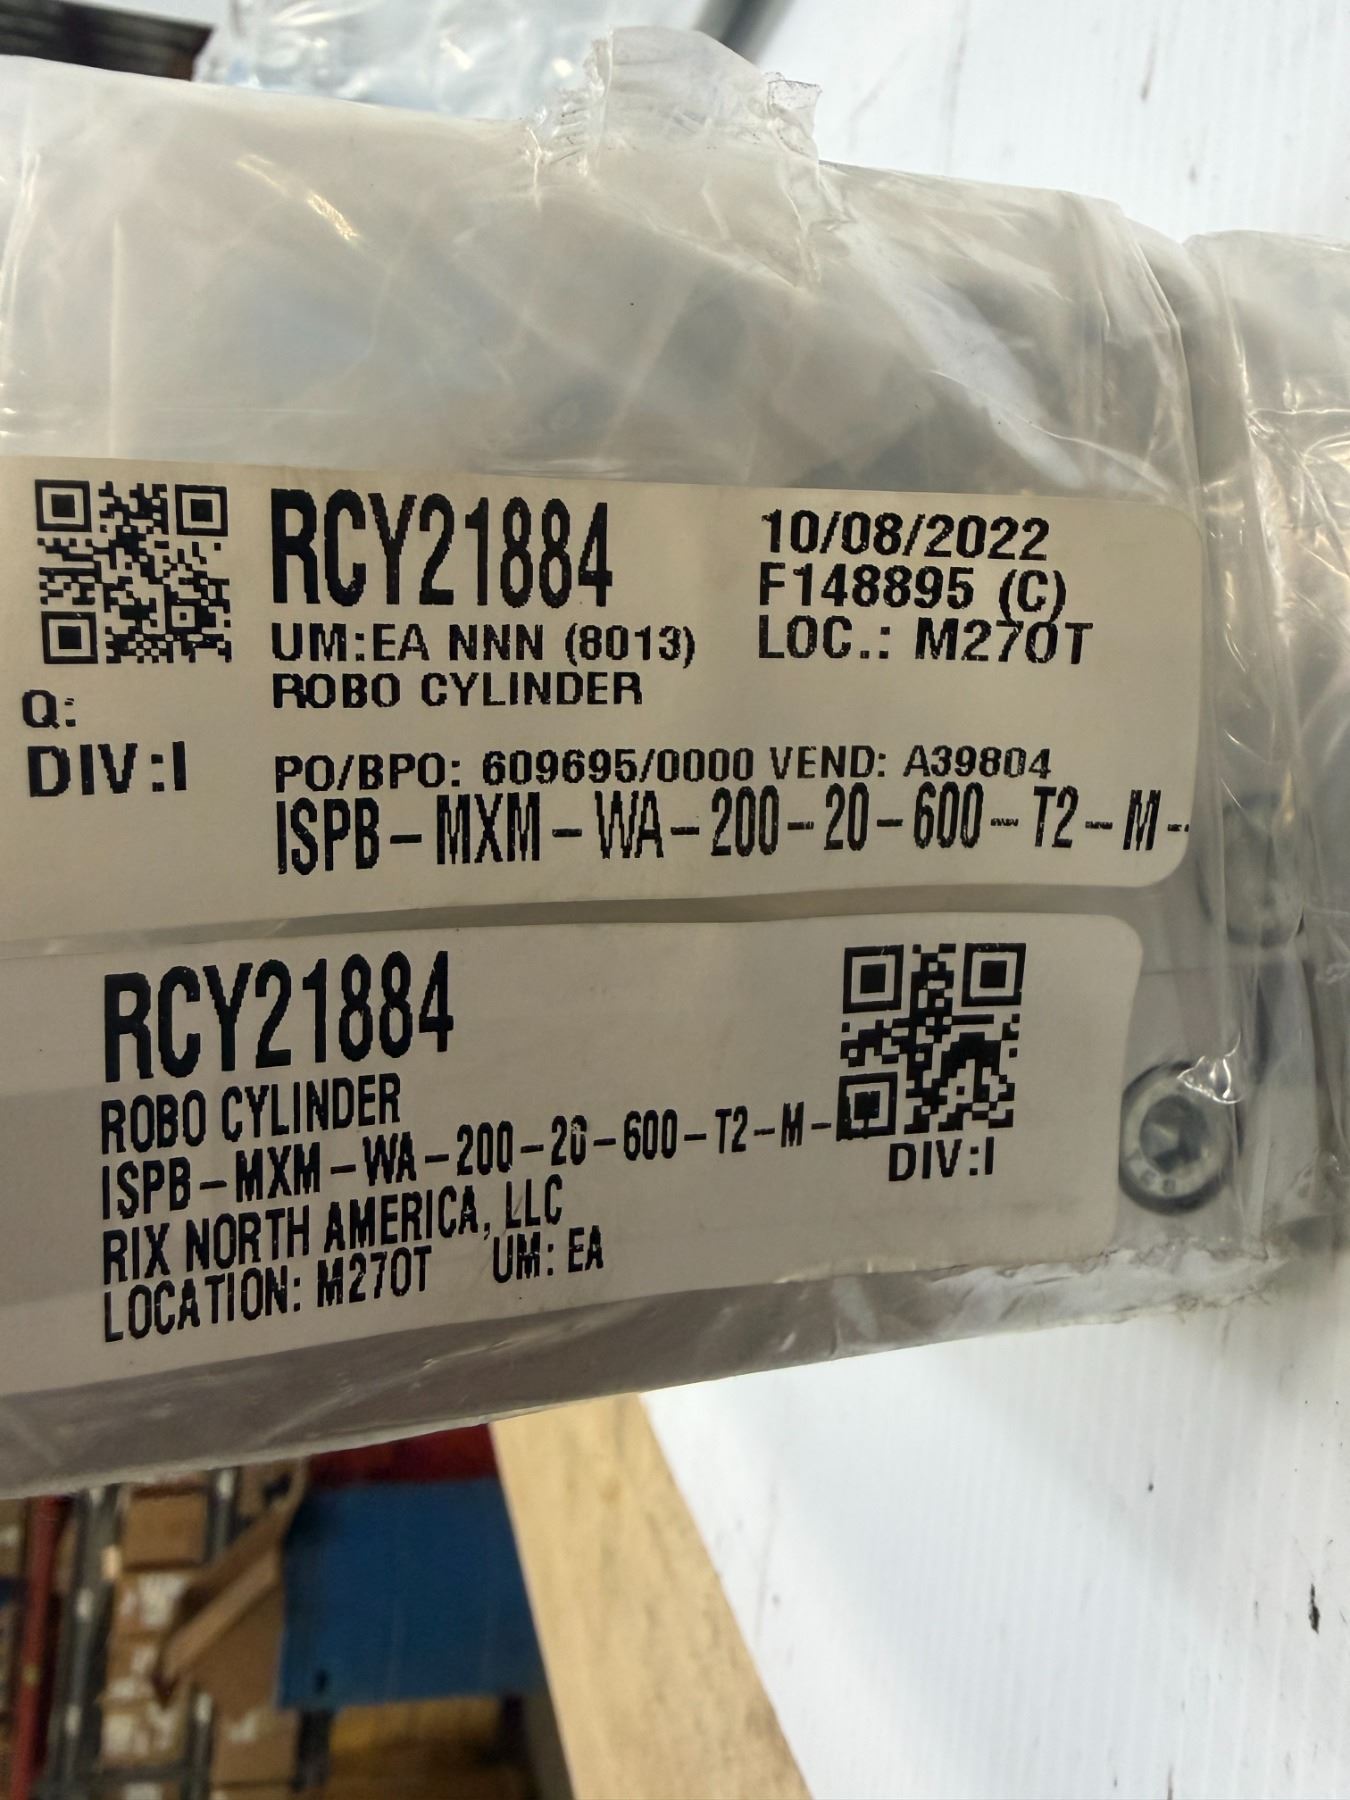 RCY21884
10/08/2022
F148895 (C)
UM:EA NNN (8013)
LOC.: M270T
ROBO CYLINDER
Q:
DIV:I
PO/BPO: 609695/0000 VEND: A39804
ISPB-MXM-WA-200-20-600-T2-M-
RCY21884
ROBO CYLINDER
ISPB-MXM-WA-200-20-600-T2-M-
DIV:I
RIX NORTH AMERICA, LLC
LOCATION: M270T UM: EA